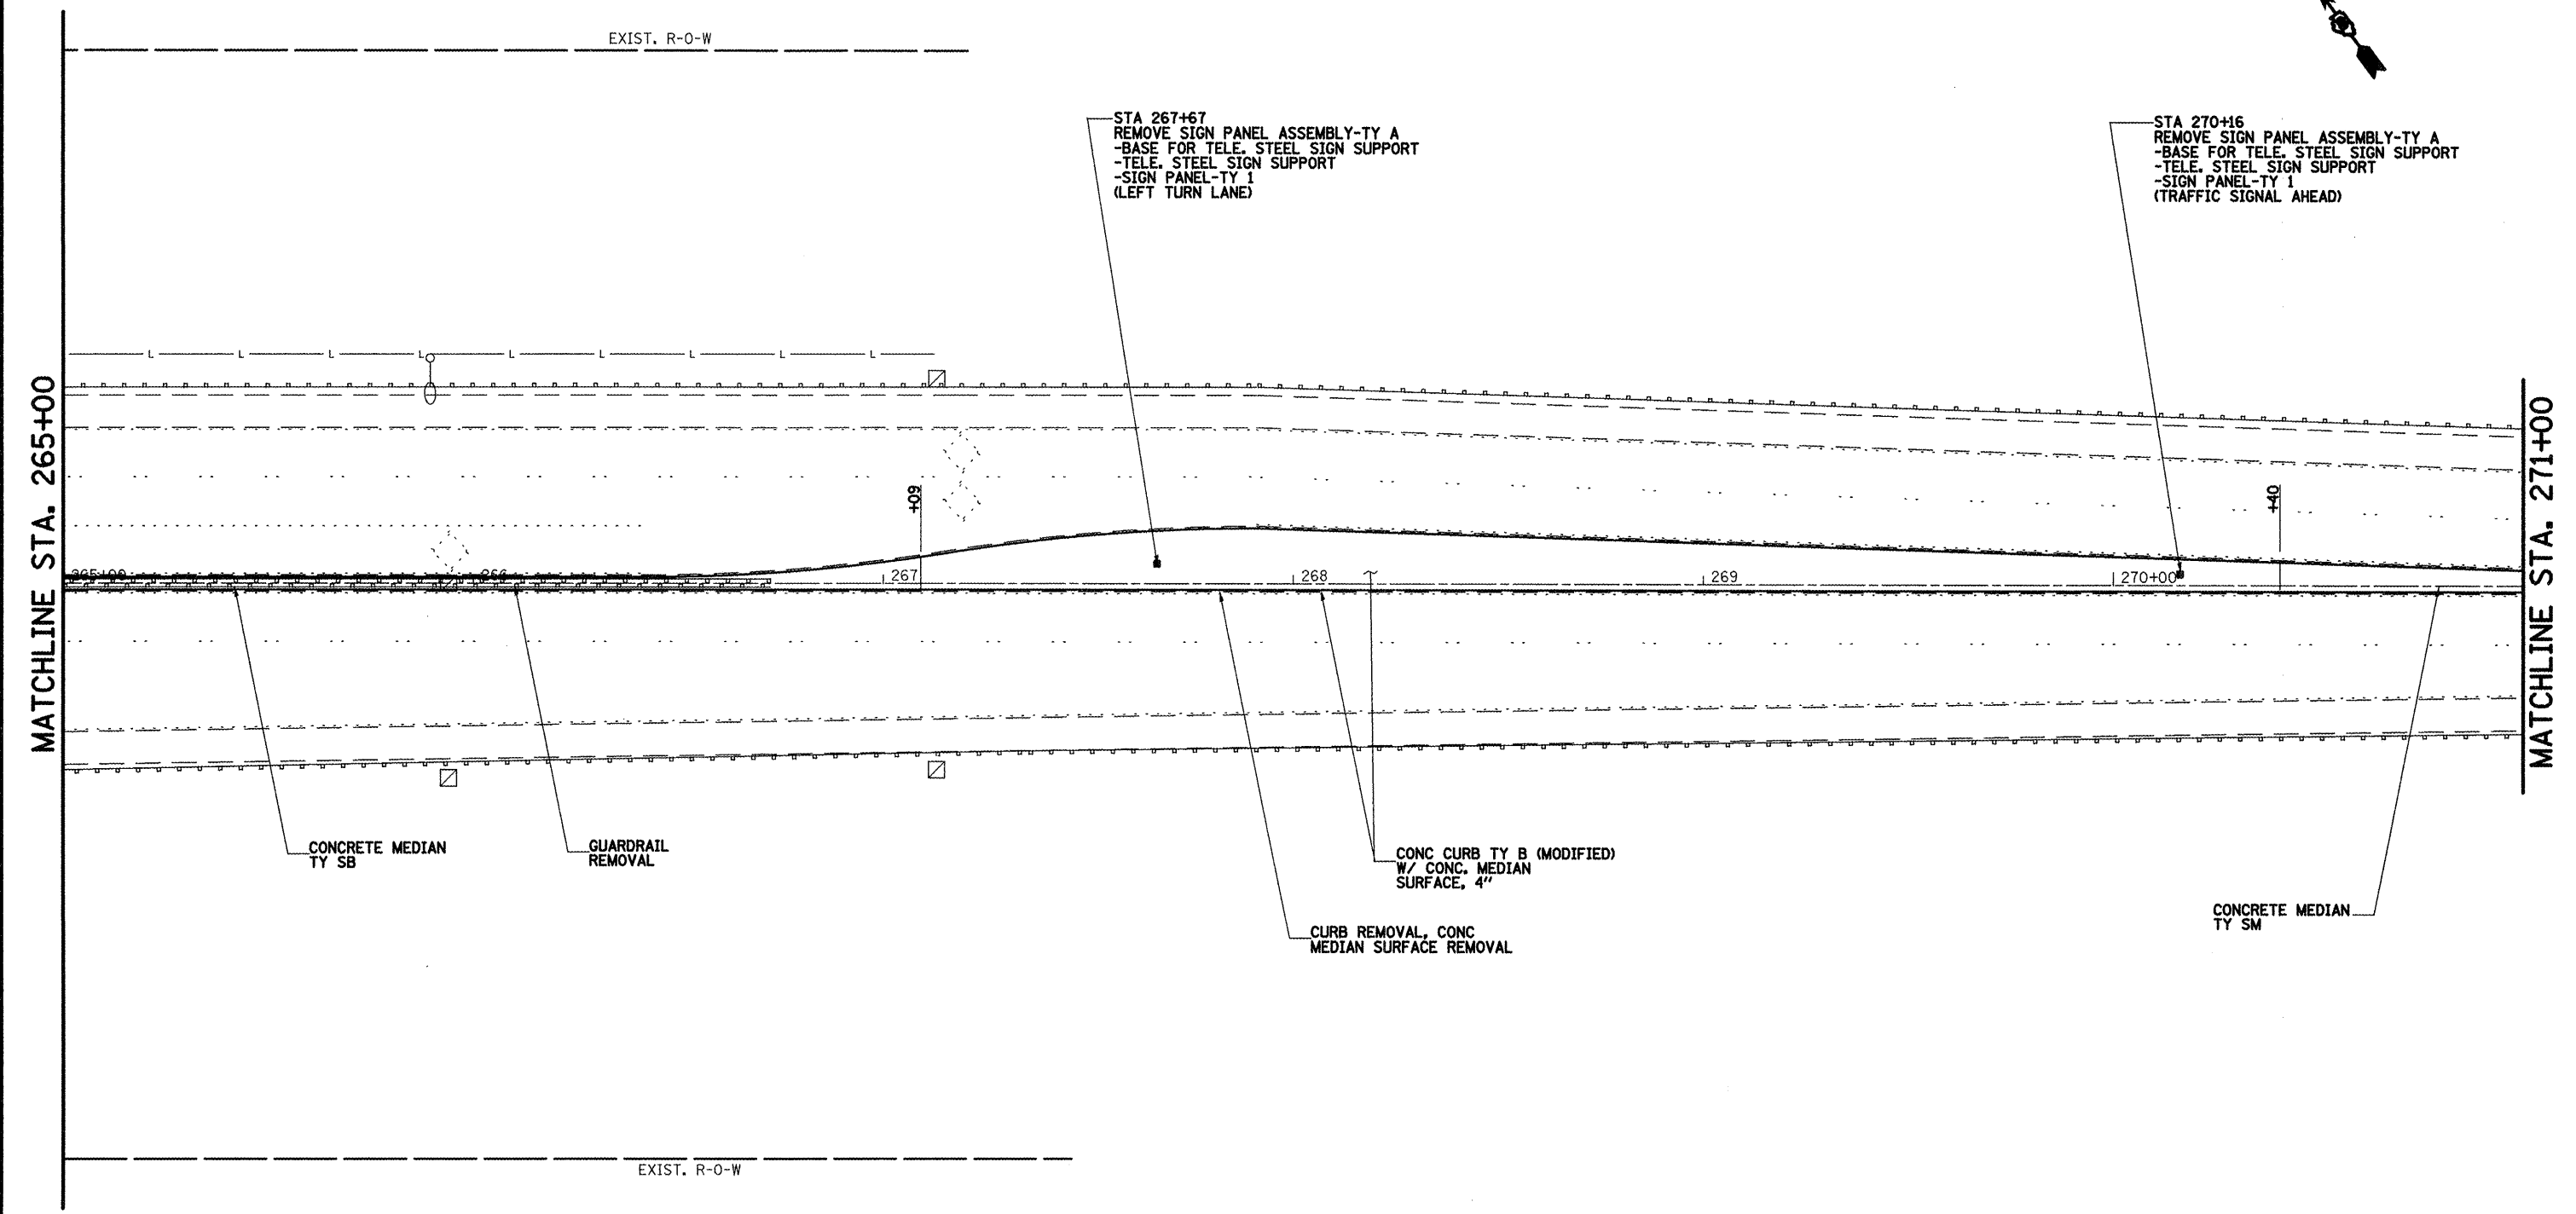 EXIST. R-O-W
STA 267+67
REMOVE SIGN PANEL ASSEMBLY-TY A
-BASE FOR TELE. STEEL SIGN SUPPORT
-TELE. STEEL SIGN SUPPORT
-SIGN PANEL-TY 1
(LEFT TURN LANE)
STA 270+16
REMOVE SIGN PANEL ASSEMBLY-TY A
-BASE FOR TELE. STEEL SIGN SUPPORT
-TELE. STEEL SIGN SUPPORT
-SIGN PANEL-TY 1
(TRAFFIC SIGNAL AHEAD)
L L L L L L L L L
MATCHLINE STA. 265+00
MATCHLINE STA. 271+00
+09
+40
265+00
266
267
268
269
270+00
CONCRETE MEDIAN
TY SB
GUARDRAIL
REMOVAL
CONC CURB TY B (MODIFIED)
W/ CONC. MEDIAN
SURFACE, 4"
CURB REMOVAL, CONC
MEDIAN SURFACE REMOVAL
CONCRETE MEDIAN
TY SM
EXIST. R-O-W